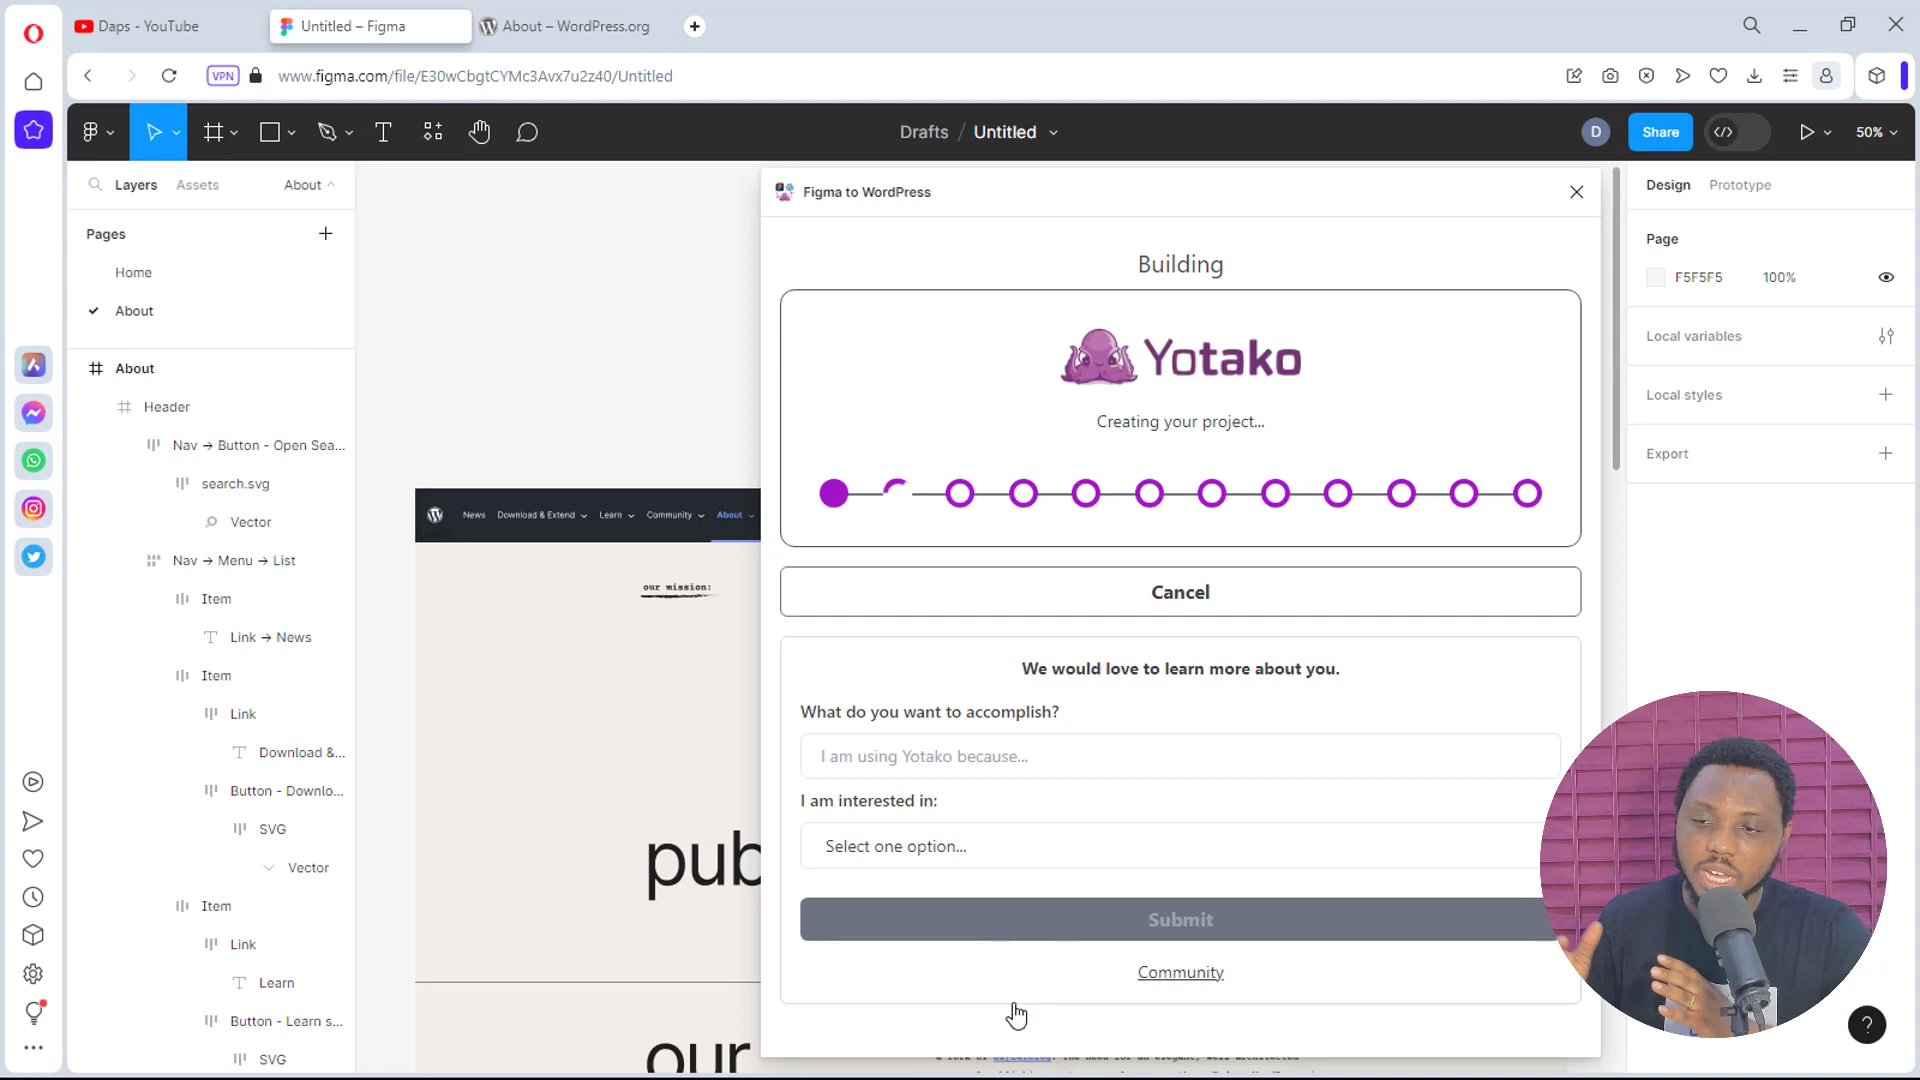 Daps - YouTube
Untitled – Figma
About – WordPress.org
VPN
www.figma.com/file/E30wCbgtCYMc3Avx7u2z40/Untitled
Drafts / Untitled
D
Share
50%
Layers
Assets
About
Pages
Home
About
About
Header
Nav → Button - Open Sea...
search.svg
Vector
Nav → Menu → List
Item
Link → News
Item
Link
Download &...
Button - Downlo...
SVG
Vector
Item
Link
Learn
Button - Learn s...
SVG
News
Download & Extend
Learn
Community
About
our mission:
pub
our
Figma to WordPress
Building
Yotako
Creating your project...
Cancel
We would love to learn more about you.
What do you want to accomplish?
I am using Yotako because...
I am interested in:
Select one option...
Submit
Community
Design
Prototype
Page
F5F5F5
100%
Local variables
Local styles
Export
?